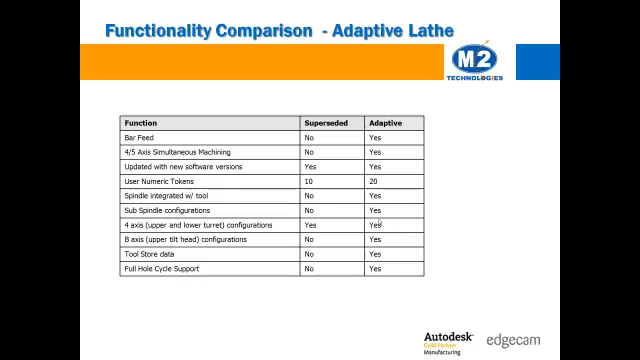 Functionality Comparison - Adaptive Lathe
M2
TECHNOLOGIES
Function Superseded Adaptive
Bar Feed No Yes
4/5 Axis Simultaneous Machining No Yes
Updated with new software versions Yes Yes
User Numeric Tokens 10 20
Spindle integrated w/ tool No Yes
Sub Spindle configurations No Yes
4 axis (upper and lower turret) configurations Yes Yes
B axis (upper tilt head) configurations No Yes
Tool Store data No Yes
Full Hole Cycle Support No Yes
Autodesk
Gold Partner
Manufacturing
edgecam